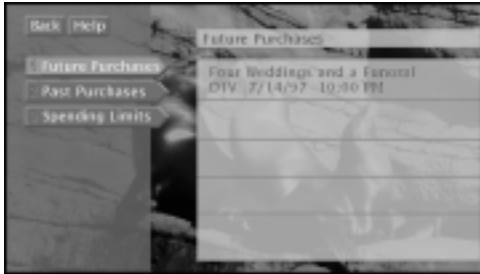 Back Help
Future Purchases
Future Purchases
Past Purchases
Spending Limits
Four Weddings and a Funeral
DTV 7/14/97 10:00 PM